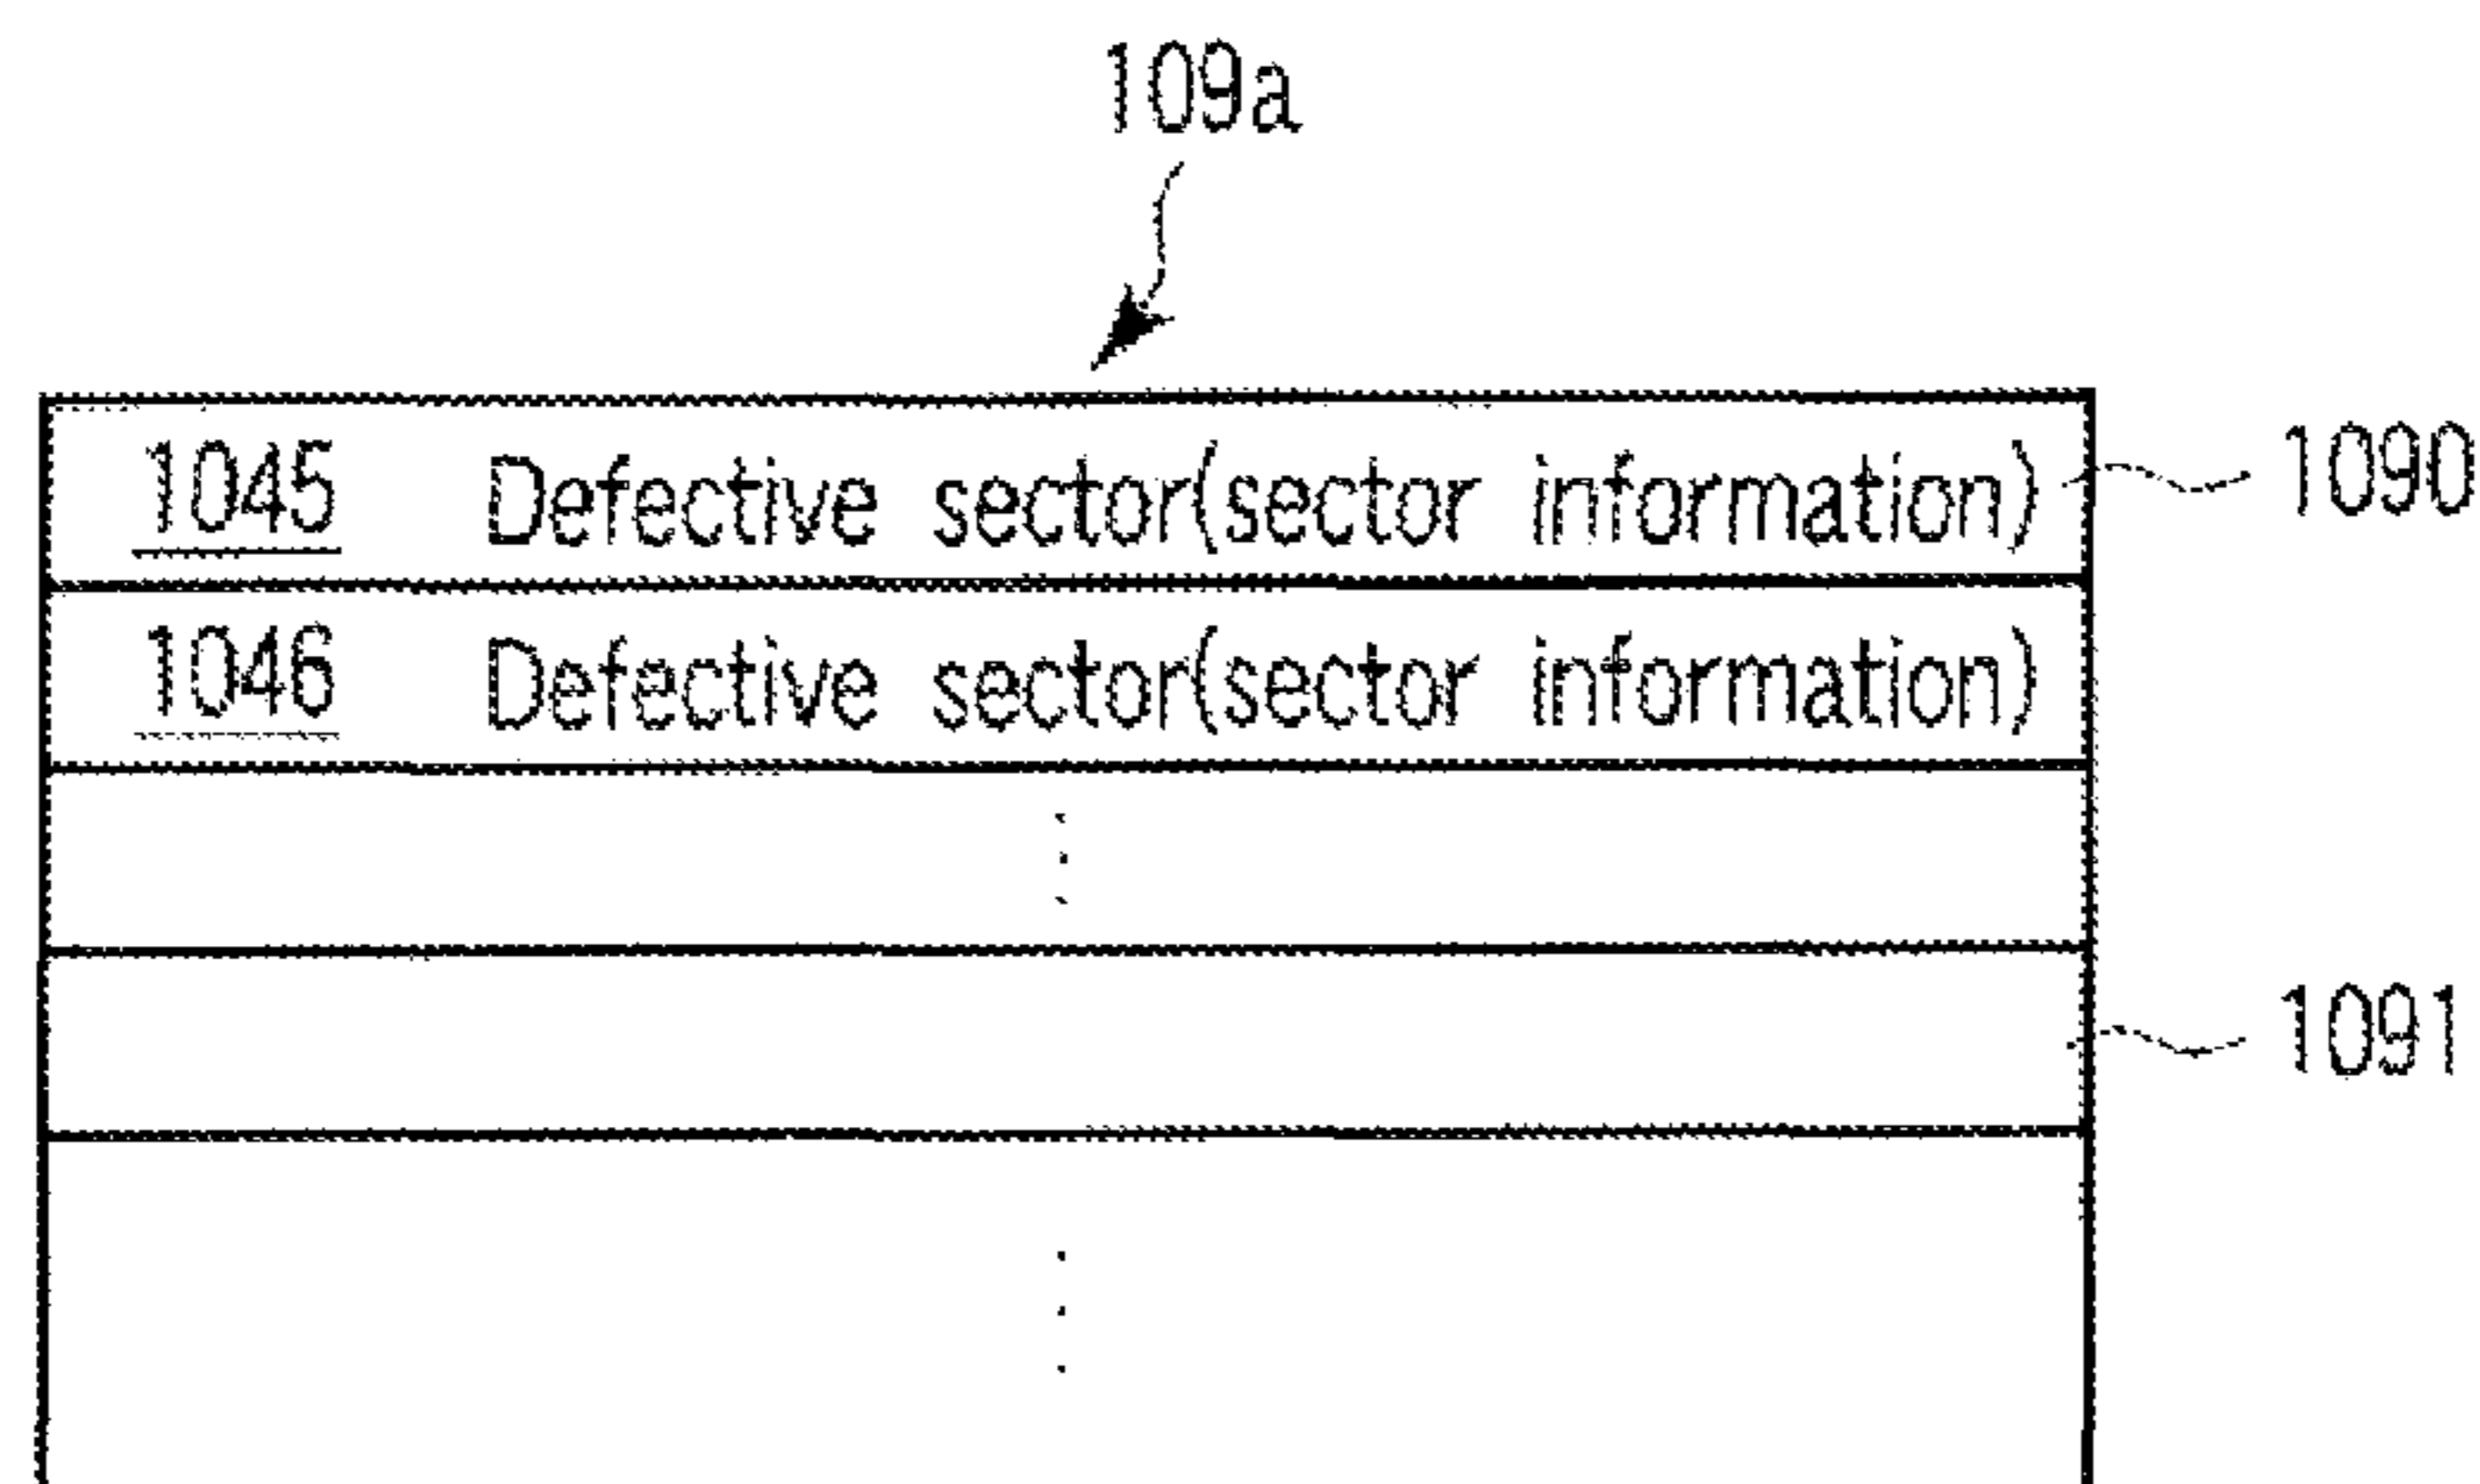 109a
1045 Defective sector(sector information) 1090
1046 Defective sector(sector information)
1091